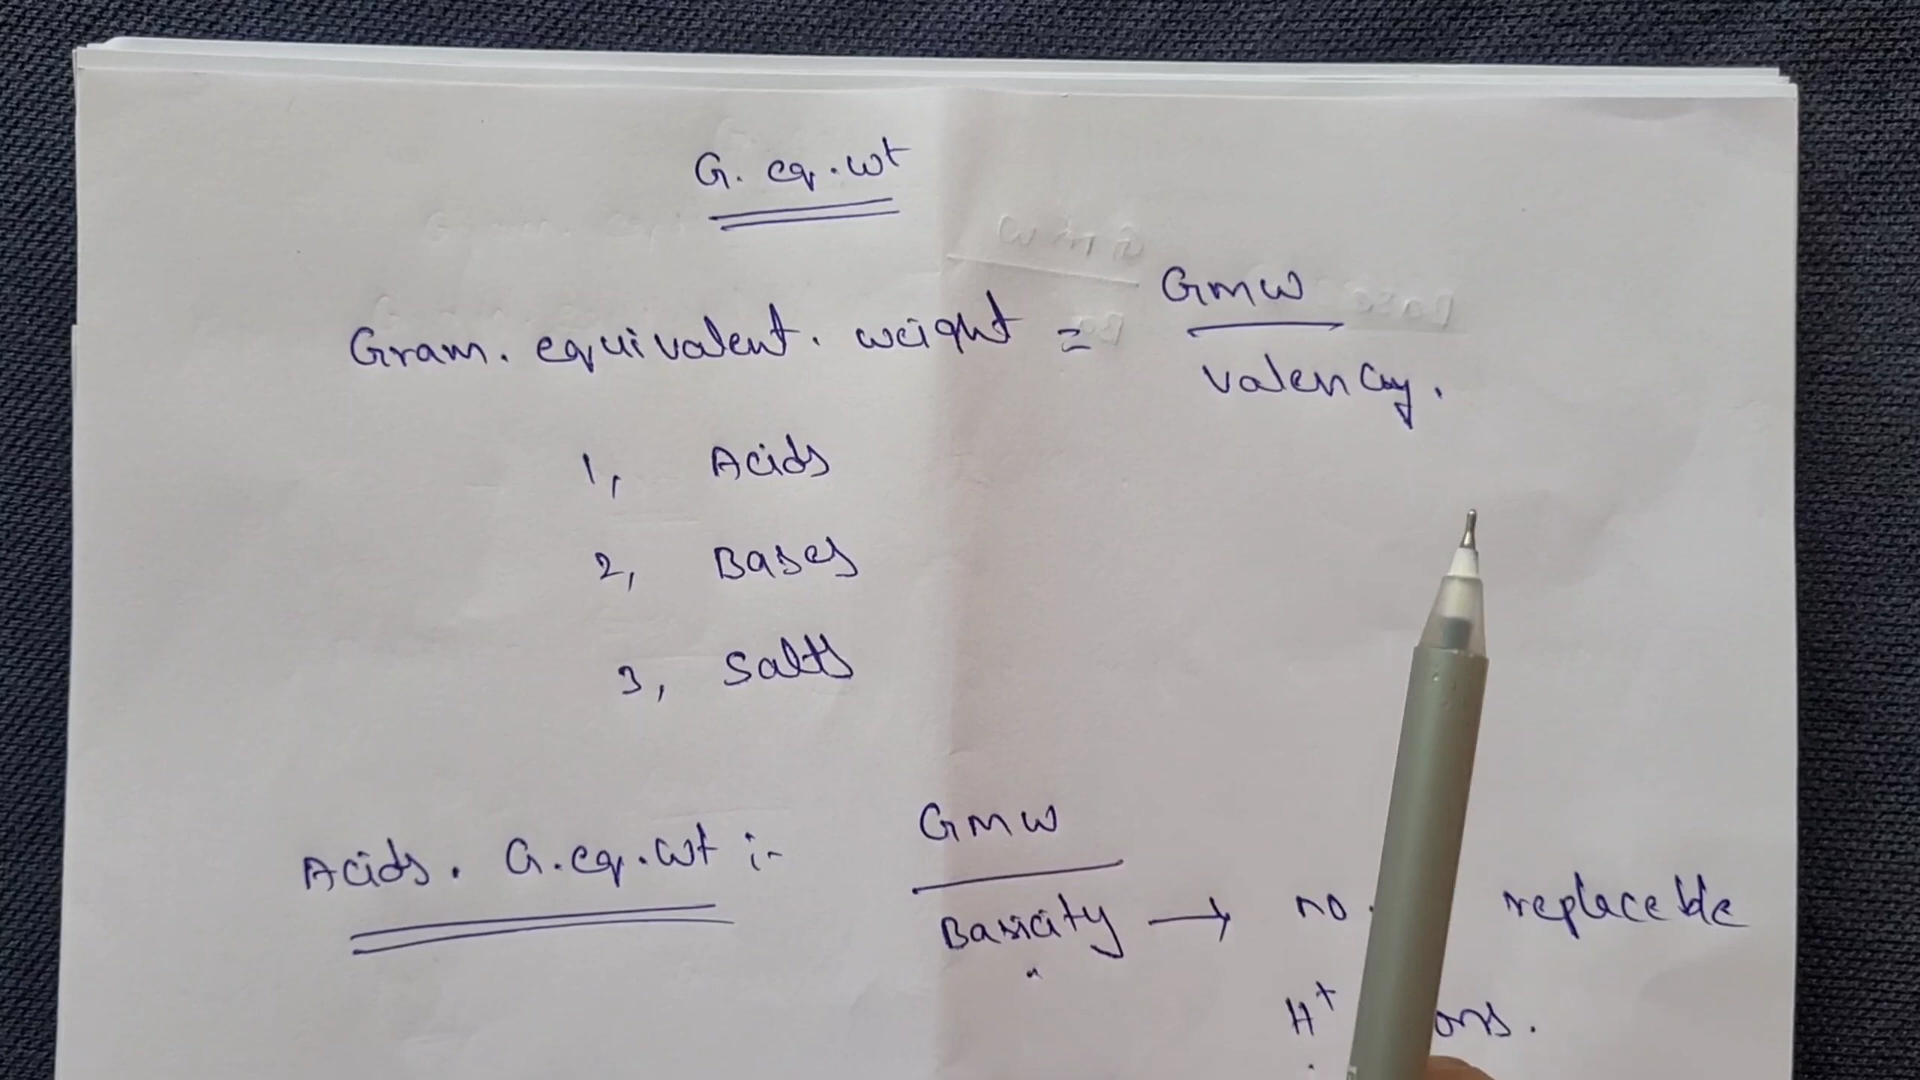 G. eq.wt
Gram. equivalent. weight = GMW
valency.
1, Acids
2, Bases
3, Salts
Acids. G.eq.wt :- GMW
Basicity → no. replaceble
H+ ons.